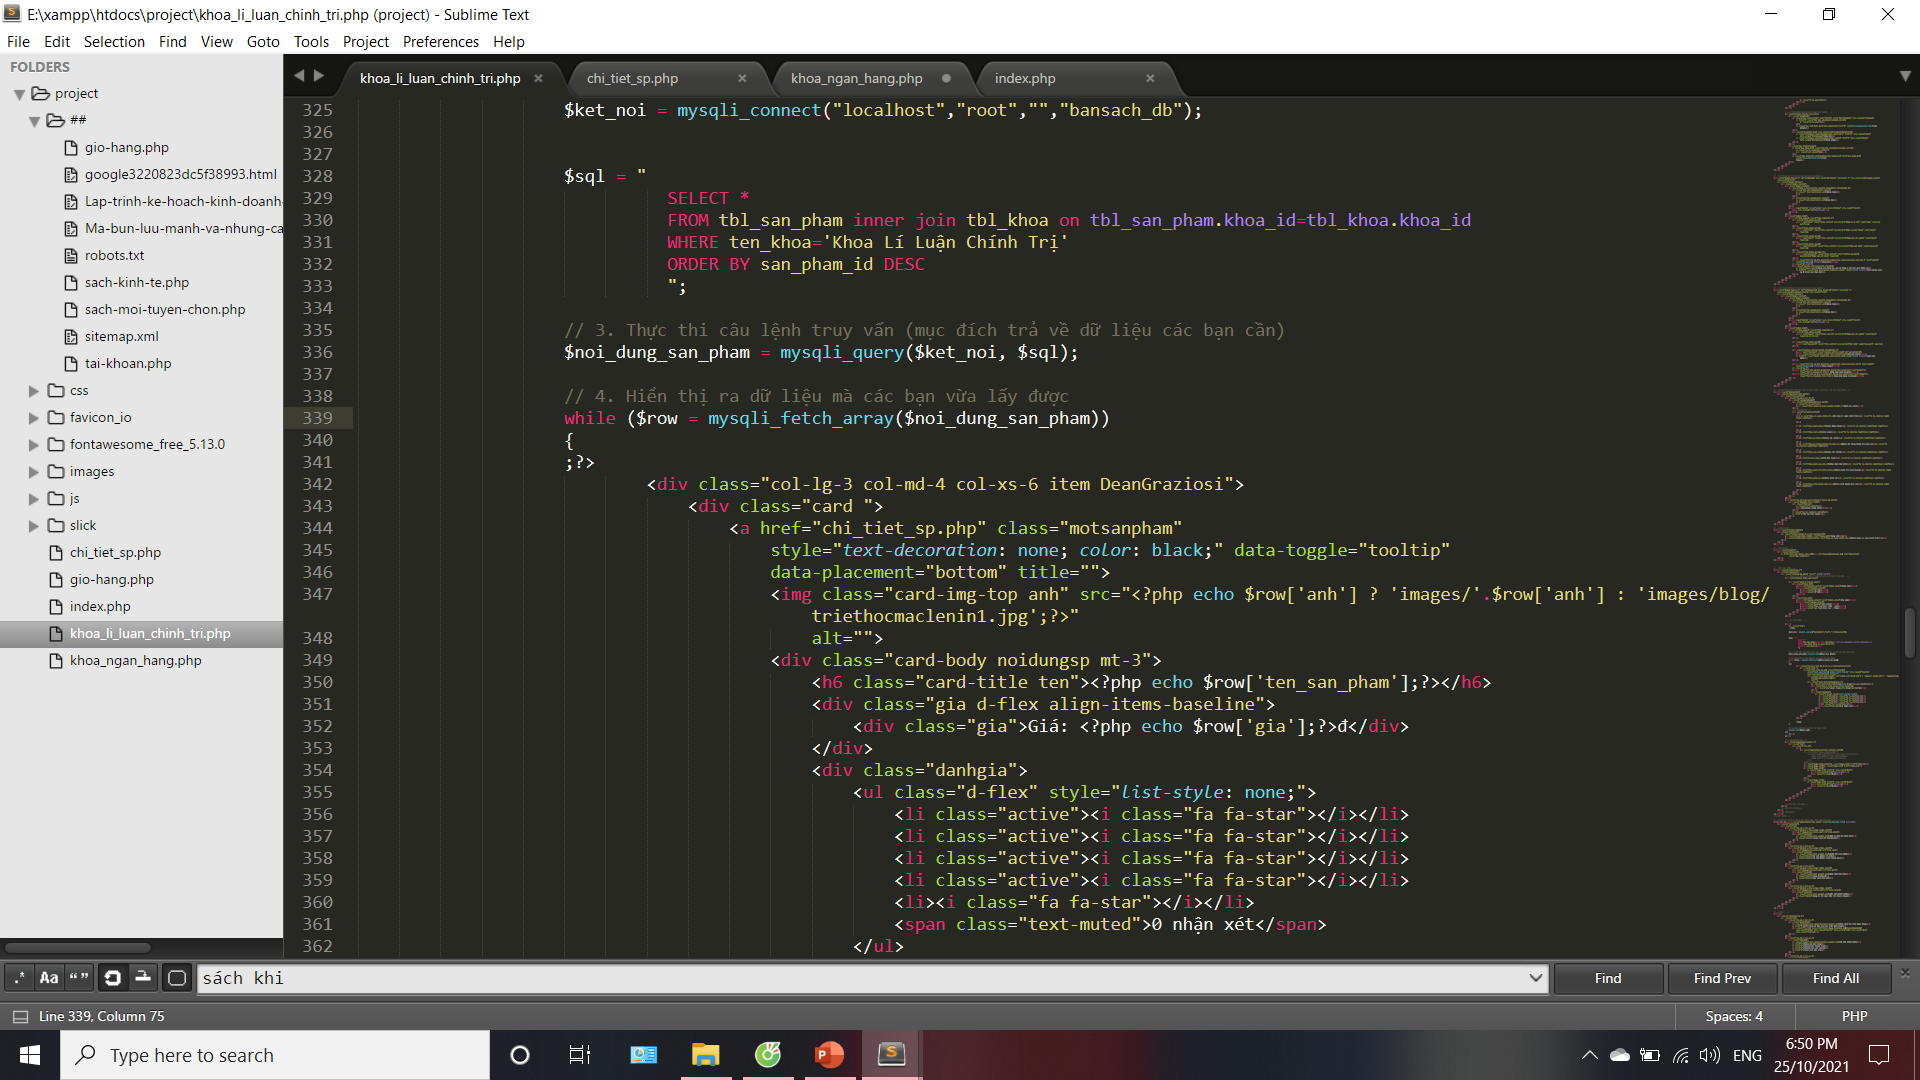 E:\xampp\htdocs\project\khoa_li_luan_chinh_tri.php (project) - Sublime Text
File Edit Selection Find View Goto Tools Project Preferences Help
FOLDERS
project
##
gio-hang.php
google3220823dc5f38993.html
Lap-trinh-ke-hoach-kinh-doanh-
Ma-bun-luu-manh-va-nhung-ca
robots.txt
sach-kinh-te.php
sach-moi-tuyen-chon.php
sitemap.xml
tai-khoan.php
css
favicon_io
fontawesome_free_5.13.0
images
js
slick
chi_tiet_sp.php
gio-hang.php
index.php
khoa_li_luan_chinh_tri.php
khoa_ngan_hang.php
khoa_li_luan_chinh_tri.php × chi_tiet_sp.php × khoa_ngan_hang.php index.php ×
325 $ket_noi = mysqli_connect("localhost","root","","bansach_db");
326
327
328 $sql = "
329 SELECT *
330 FROM tbl_san_pham inner join tbl_khoa on tbl_san_pham.khoa_id=tbl_khoa.khoa_id
331 WHERE ten_khoa='Khoa Lí Luận Chính Trị'
332 ORDER BY san_pham_id DESC
333 ";
334
335 // 3. Thực thi câu lệnh truy vấn (mục đích trả về dữ liệu các bạn cần)
336 $noi_dung_san_pham = mysqli_query($ket_noi, $sql);
337
338 // 4. Hiển thị ra dữ liệu mà các bạn vừa lấy được
339 while ($row = mysqli_fetch_array($noi_dung_san_pham))
340 {
341 ;?>
342 <div class="col-lg-3 col-md-4 col-xs-6 item DeanGraziosi">
343 <div class="card ">
344 <a href="chi_tiet_sp.php" class="motsanpham"
345 style="text-decoration: none; color: black;" data-toggle="tooltip"
346 data-placement="bottom" title="">
347 <img class="card-img-top anh" src="<?php echo $row['anh'] ? 'images/'.$row['anh'] : 'images/blog/
triethocmaclenin1.jpg';?>"
348 alt="">
349 <div class="card-body noidungsp mt-3">
350 <h6 class="card-title ten"><?php echo $row['ten_san_pham'];?></h6>
351 <div class="gia d-flex align-items-baseline">
352 <div class="gia">Giá: <?php echo $row['gia'];?>đ</div>
353 </div>
354 <div class="danhgia">
355 <ul class="d-flex" style="list-style: none;">
356 <li class="active"><i class="fa fa-star"></i></li>
357 <li class="active"><i class="fa fa-star"></i></li>
358 <li class="active"><i class="fa fa-star"></i></li>
359 <li class="active"><i class="fa fa-star"></i></li>
360 <li><i class="fa fa-star"></i></li>
361 <span class="text-muted">0 nhận xét</span>
362 </ul>
.* Aa “” sách khi Find Find Prev Find All ×
Line 339, Column 75 Spaces: 4 PHP
Type here to search
ENG
6:50 PM
25/10/2021